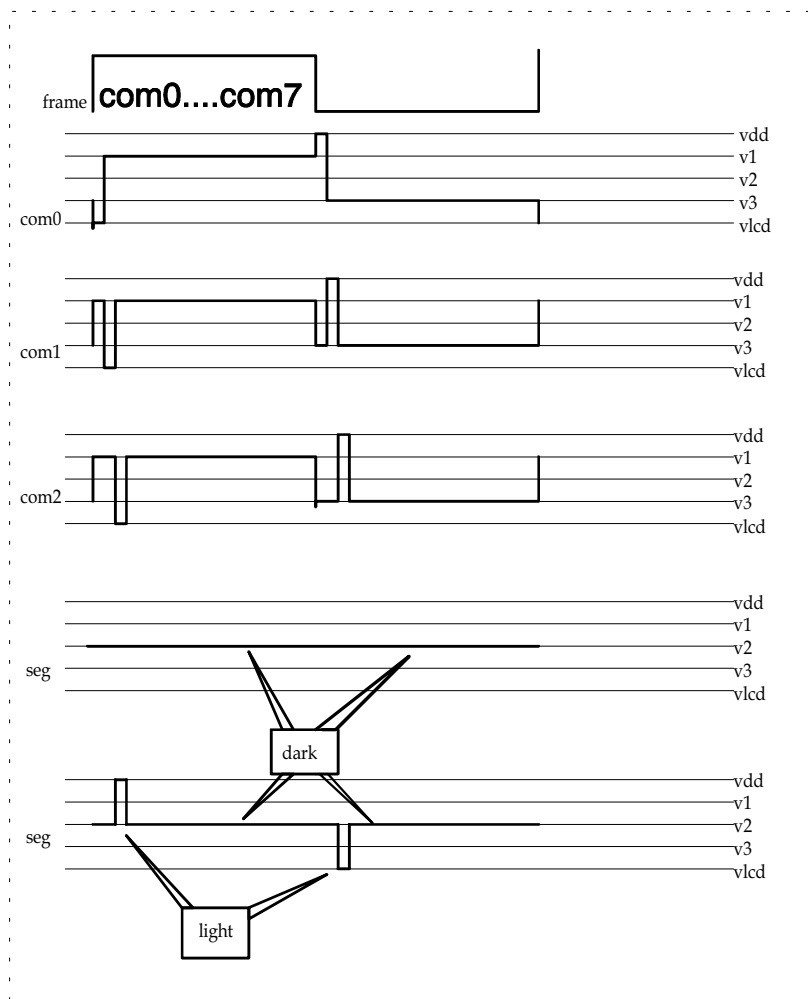 frame com0....com7
vdd
v1
v2
v3
com0
vlcd
vdd
v1
v2
com1
v3
vlcd
vdd
v1
v2
com2
v3
vlcd
vdd
v1
v2
seg
v3
vlcd
dark
vdd
v1
v2
seg
v3
vlcd
light